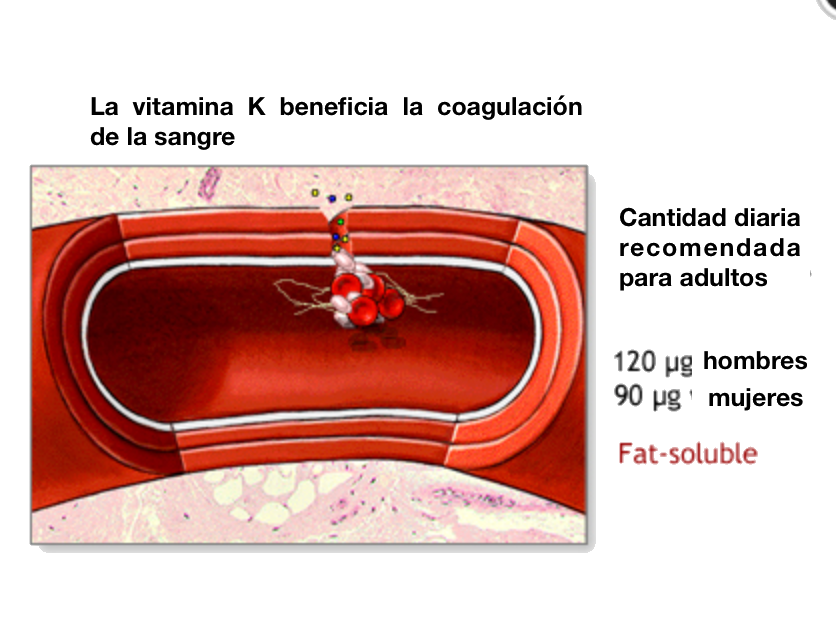 La vitamina K beneficia la coagulación
de la sangre
Cantidad diaria
recomendada
para adultos
120 µg hombres
90 µg mujeres
Fat-soluble